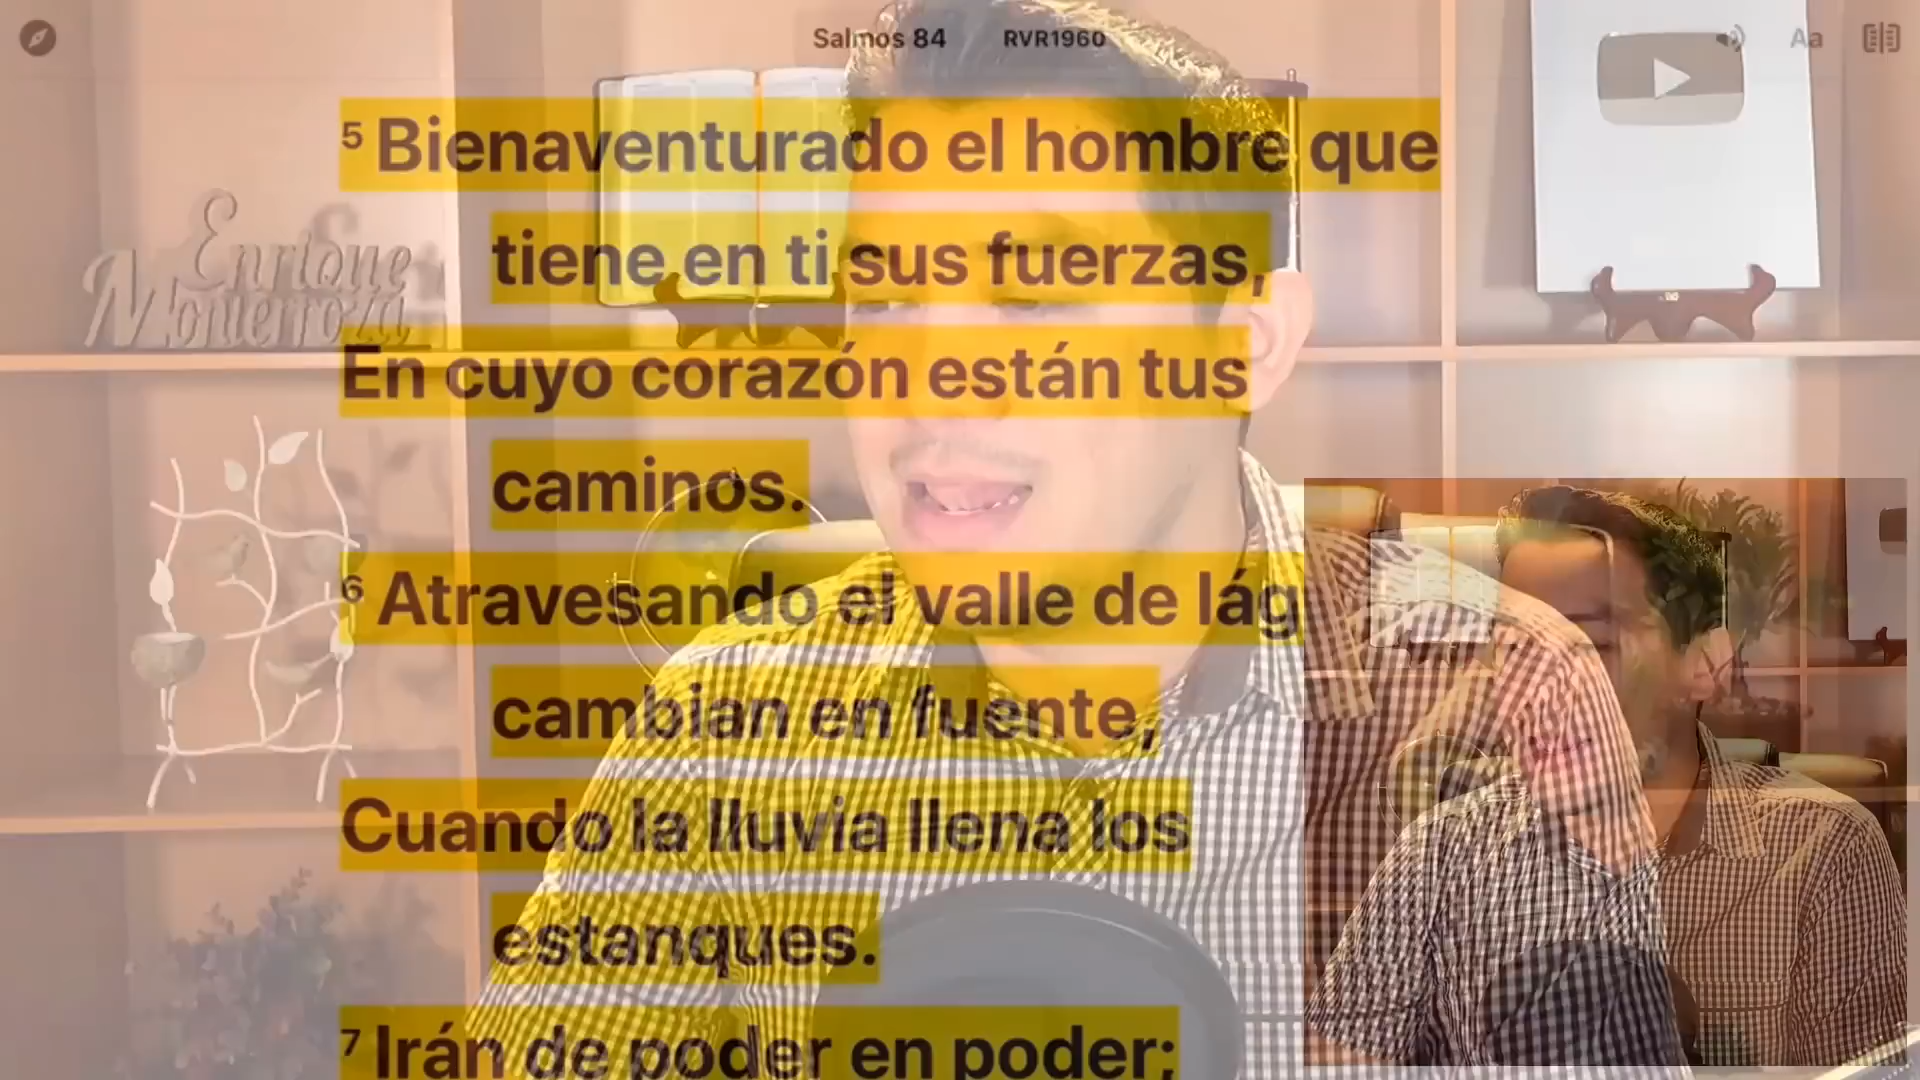 Salmos 84 RVR1960
Aa
Enrique
Monterroza
5 Bienaventurado el hombre que
tiene en ti sus fuerzas,
En cuyo corazón están tus
caminos.
6 Atravesando el valle de lág
cambian en fuente,
Cuando la lluvia llena los
estanques.
7 Irán de poder en poder;